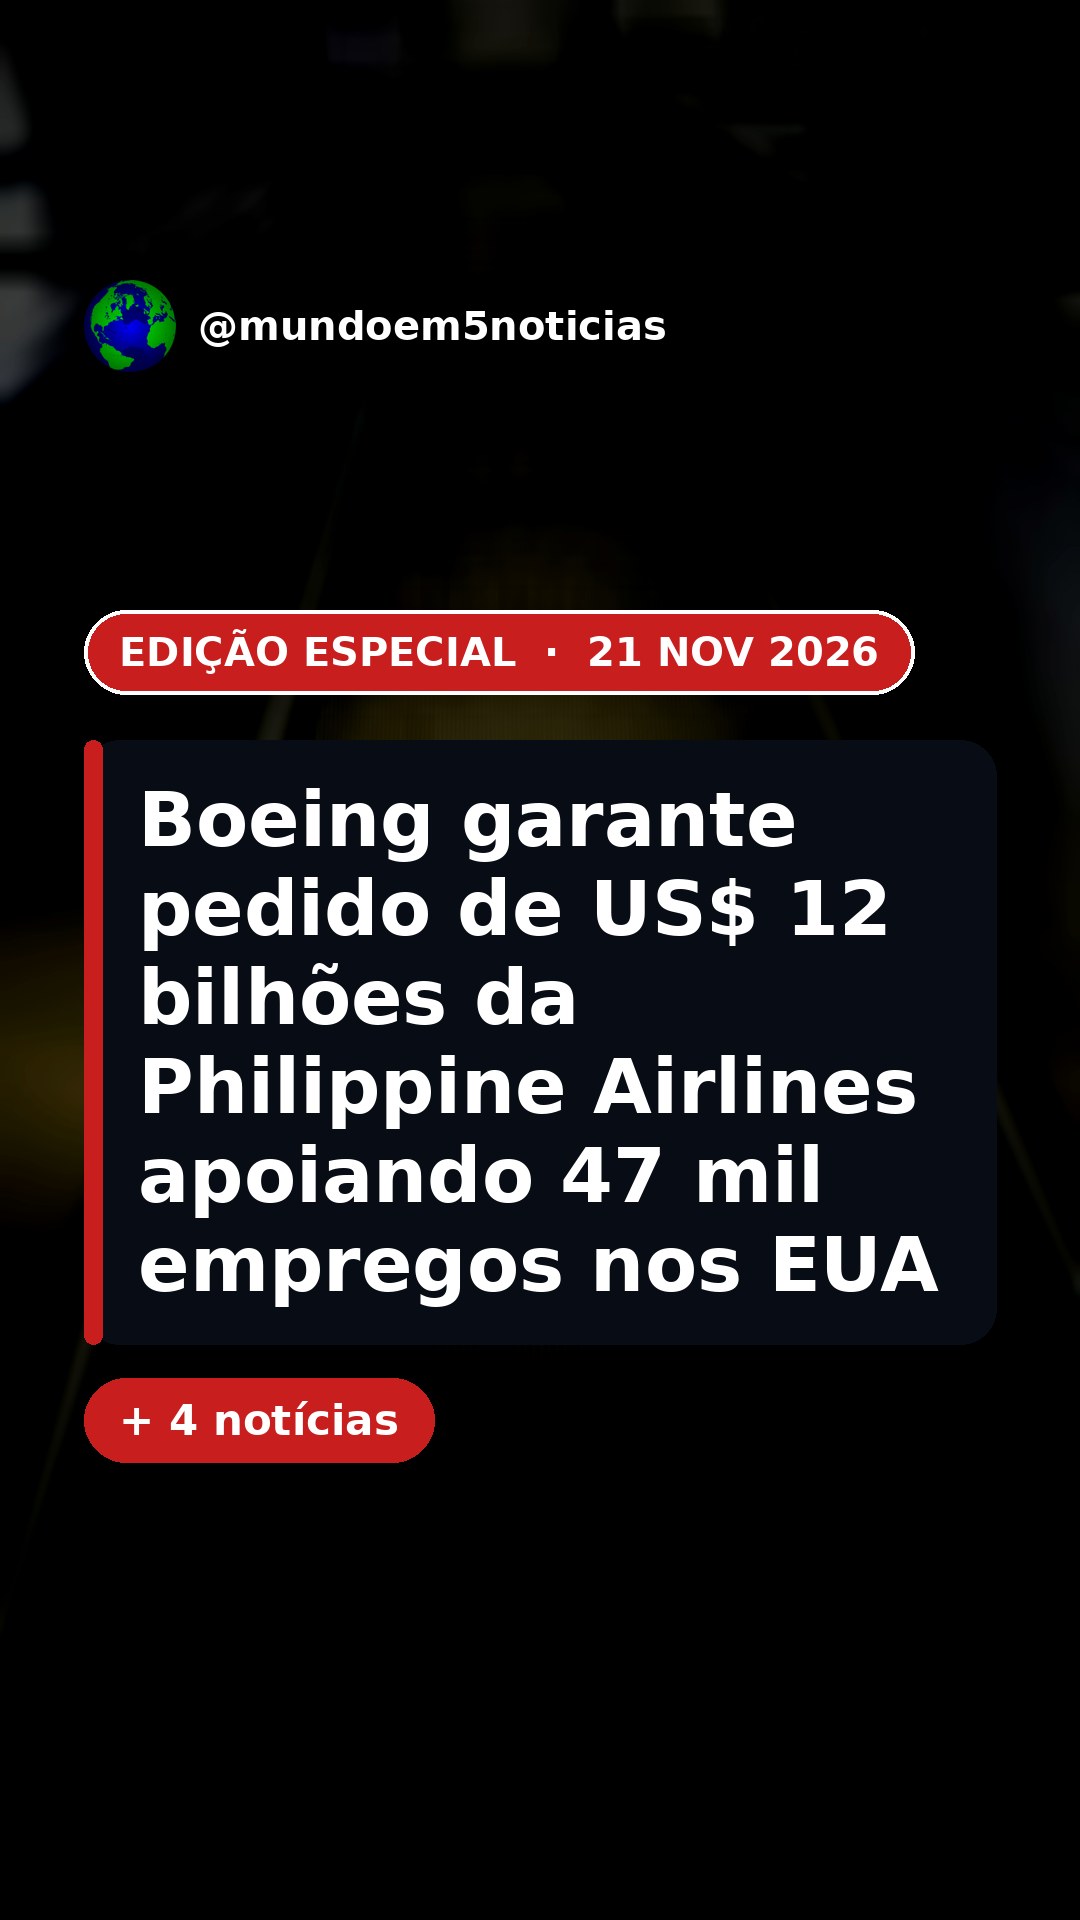 @mundoem5noticias
EDIÇÃO ESPECIAL · 21 NOV 2026
Boeing garante
pedido de US$ 12
bilhões da
Philippine Airlines
apoiando 47 mil
empregos nos EUA
+ 4 notícias